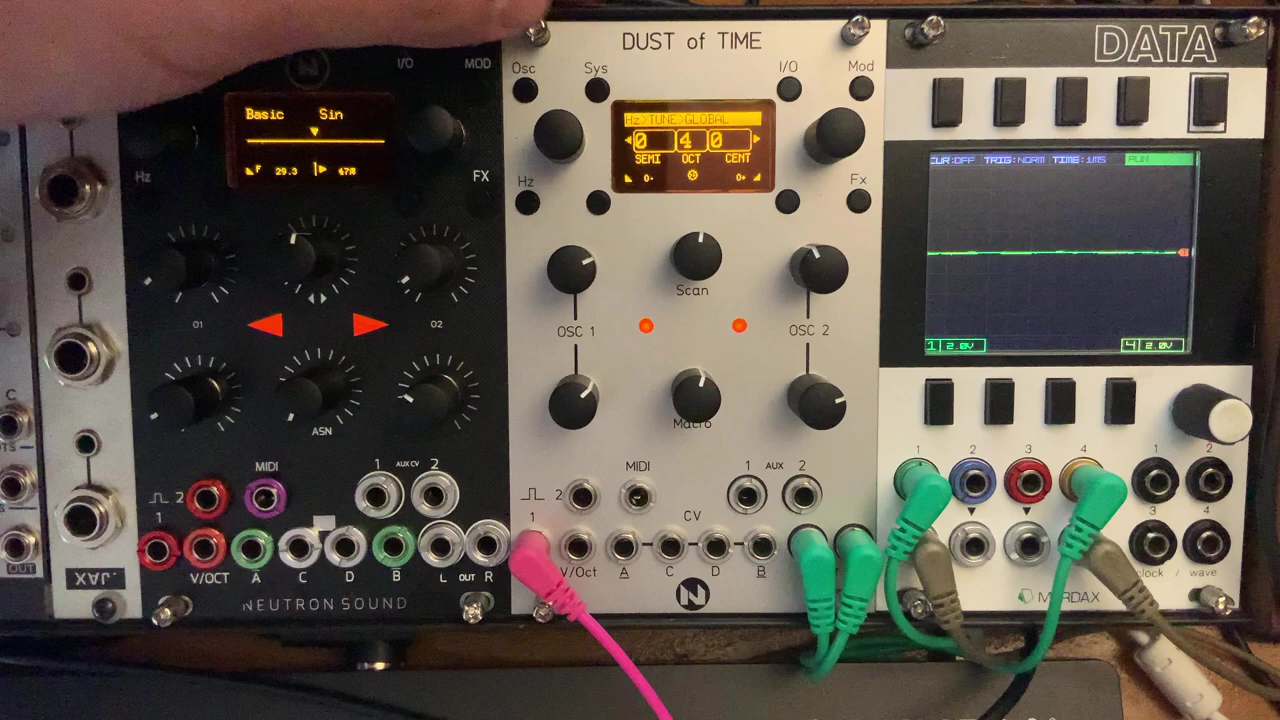 I/O
MOD
Basic Sin
29.3 47%
Hz
FX
O1
O2
ASN
MIDI
1 AUX CV 2
2
1
V/OCT
A
C
D
B
L OUT R
NEUTRON SOUND
JAX.
C
OUT
DUST of TIME
Osc
Sys
I/O
Mod
Hz>TUNE>GLOBAL
0 4 0
SEMI OCT CENT
0- 0+
Hz
Fx
Scan
OSC 1
OSC 2
Macro
MIDI
1 AUX 2
2
1
CV
V/Oct
A
C
D
B
N
DATA
CUR:OFF TRIG:NORM TIME:1MS RUN
1 2.0V
4 2.0V
1 2 3 4
1 2
3 4
clock / wave
MORDAX